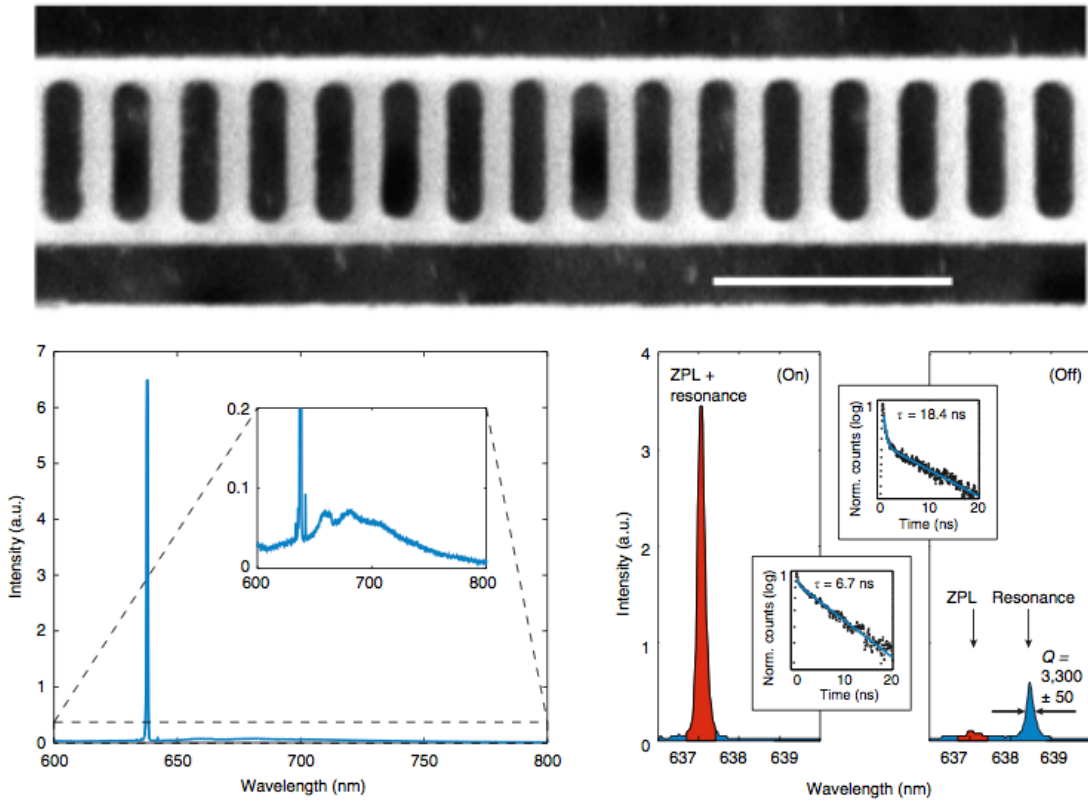 7
6
5
4
3
2
1
0
Intensity (a.u.)
600
650
700
750
800
Wavelength (nm)
0.2
0.1
0
600
700
800
4
3
2
1
0
Intensity (a.u.)
ZPL +
resonance
(On)
(Off)
1
τ = 18.4 ns
Norm. counts (log)
0
10
20
Time (ns)
1
τ = 6.7 ns
Norm. counts (log)
0
10
20
Time (ns)
ZPL
Resonance
Q =
3,300
± 50
637
638
639
637
638
639
Wavelength (nm)